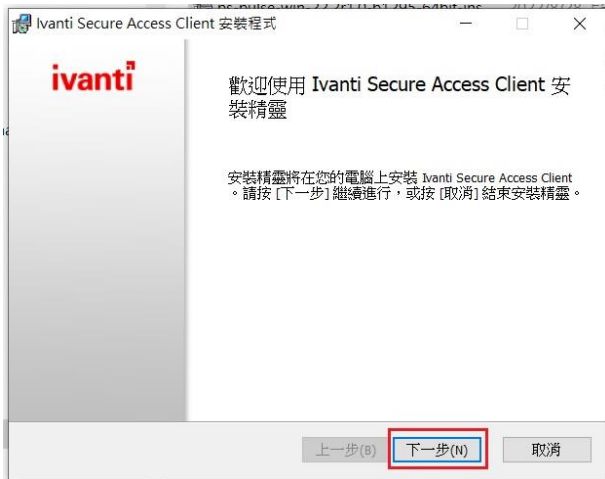 Ivanti Secure Access Client 安裝程式
ivanti
歡迎使用 Ivanti Secure Access Client 安
裝精靈
安裝精靈將在您的電腦上安裝 Ivanti Secure Access Client
。請按 [下一步] 繼續進行，或按 [取消] 結束安裝精靈。
上一步(B) 下一步(N) 取消